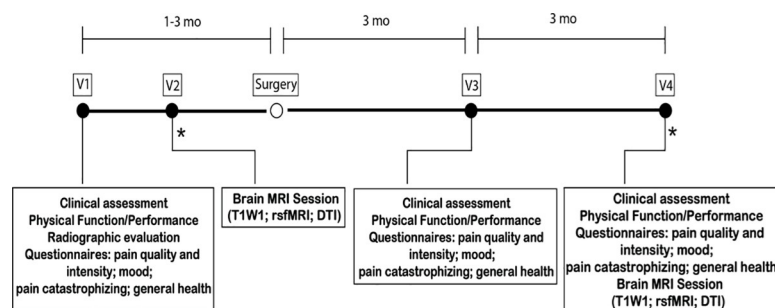 1-3 mo
3 mo
3 mo
V1
V2
Surgery
V3
V4
*
*
Clinical assessment
Physical Function/Performance
Radiographic evaluation
Questionnaires: pain quality and
intensity; mood;
pain catastrophizing; general health
Brain MRI Session
(T1W1; rsfMRI; DTI)
Clinical assessment
Physical Function/Performance
Questionnaires: pain quality and
intensity; mood;
pain catastrophizing; general health
Clinical assessment
Physical Function/Performance
Questionnaires: pain quality and
intensity; mood;
pain catastrophizing; general health
Brain MRI Session
(T1W1; rsfMRI; DTI)